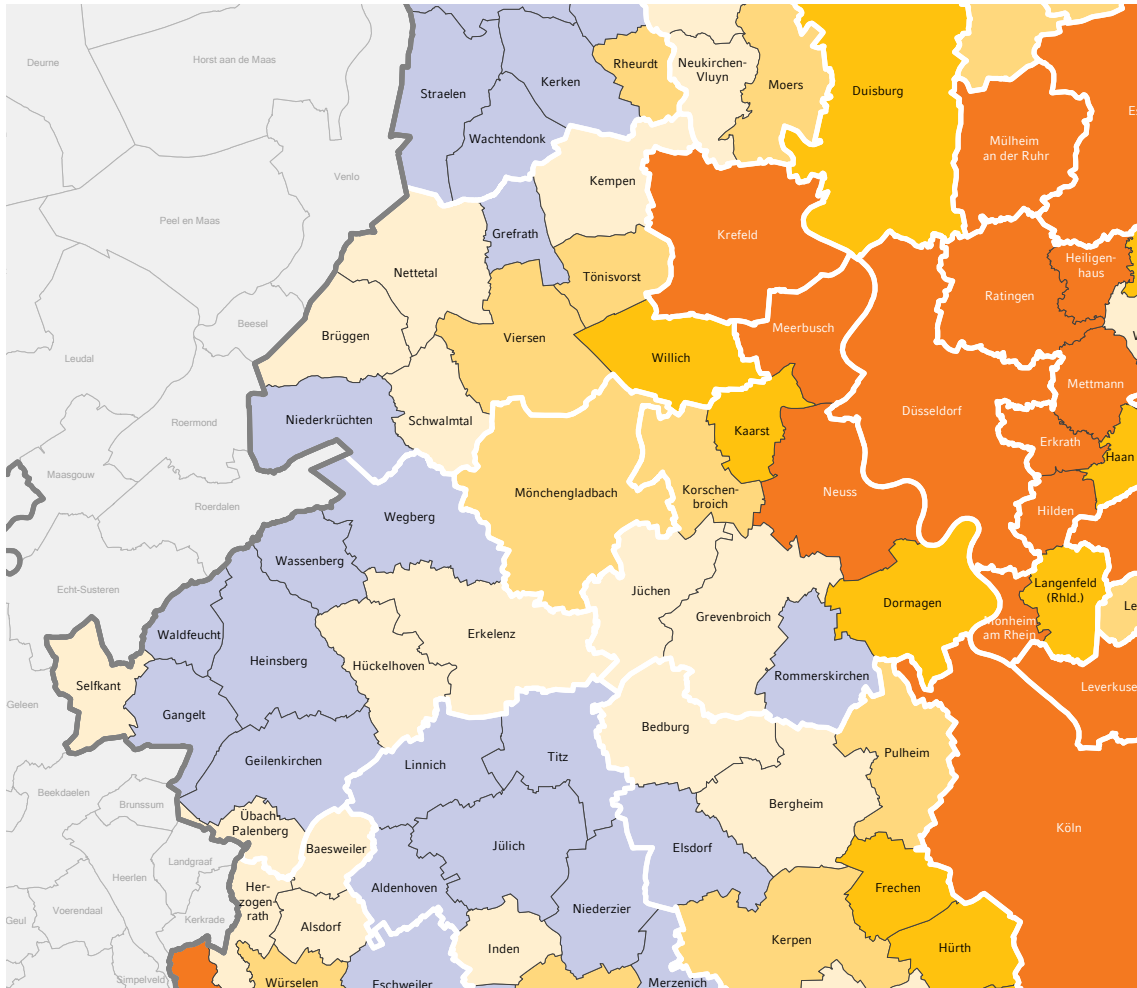 Deurne
Horst aan de Maas
Straelen
Kerken
Rheurdt
Neukirchen-
Vluyn
Moers
Duisburg
Wachtendonk
Mülheim
an der Ruhr
Venlo
Kempen
Peel en Maas
Grefrath
Krefeld
Nettetal
Tönisvorst
Ratingen
Heiligen-
haus
Beesel
Brüggen
Viersen
Meerbusch
Leudal
Willich
Mettmann
Roermond
Niederkrüchten
Schwalmtal
Kaarst
Düsseldorf
Erkrath
Haan
Maasgouw
Roerdalen
Mönchengladbach
Korschen-
broich
Neuss
Wegberg
Hilden
Echt-Susteren
Wassenberg
Jüchen
Langenfeld
(Rhld.)
Dormagen
Grevenbroich
Monheim
am Rhein
Waldfeucht
Erkelenz
Heinsberg
Hückelhoven
Rommerskirchen
Selfkant
Geleen
Gangelt
Bedburg
Leverkuse
Geilenkirchen
Linnich
Titz
Pulheim
Beekdaelen
Brunssum
Bergheim
Übach-
Palenberg
Köln
Baesweiler
Jülich
Elsdorf
Landgraaf
Heerlen
Her-
zogen
rath
Aldenhoven
Frechen
Voerendaal
Geul
Kerkrade
Alsdorf
Niederzier
Inden
Kerpen
Hürth
Simpelveld
Würselen
Eschweiler
Merzenich